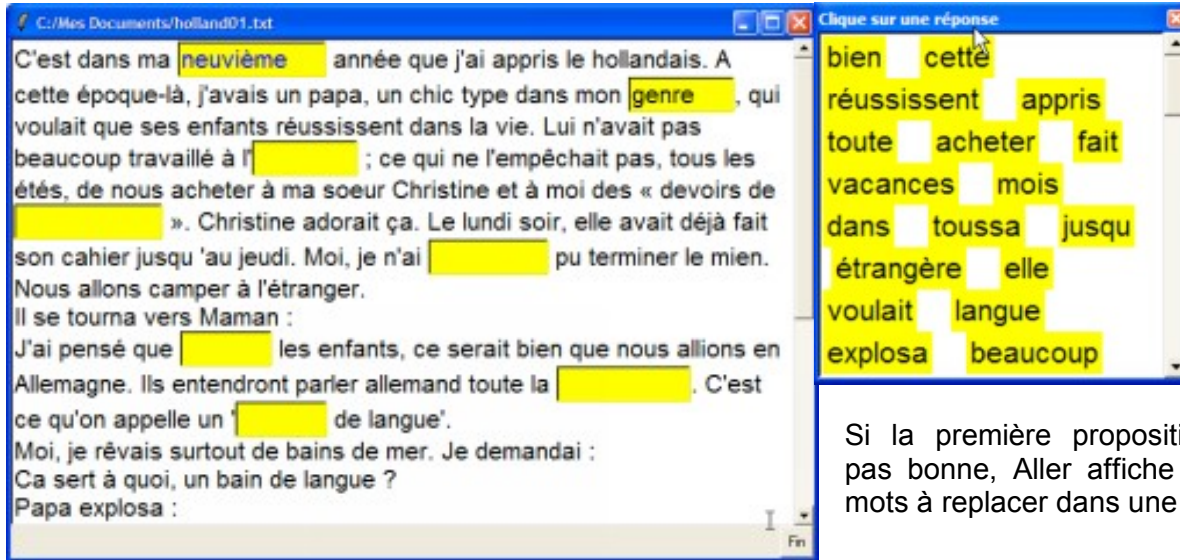 C:/Mes Documents/holland01.txt
C'est dans ma neuvième année que j'ai appris le hollandais. A
cette époque-là, j'avais un papa, un chic type dans mon genre , qui
voulait que ses enfants réussissent dans la vie. Lui n'avait pas
beaucoup travaillé à l' ; ce qui ne l'empêchait pas, tous les
étés, de nous acheter à ma soeur Christine et à moi des « devoirs de
». Christine adorait ça. Le lundi soir, elle avait déjà fait
son cahier jusqu 'au jeudi. Moi, je n'ai pu terminer le mien.
Nous allons camper à l'étranger.
Il se tourna vers Maman :
J'ai pensé que les enfants, ce serait bien que nous allions en
Allemagne. Ils entendront parler allemand toute la . C'est
ce qu'on appelle un ' de langue'.
Moi, je rêvais surtout de bains de mer. Je demandai :
Ca sert à quoi, un bain de langue ?
Papa explosa :
Fin
Clique sur une réponse
bien cette
réussissent appris
toute acheter fait
vacances mois
dans toussa jusqu
étrangère elle
voulait langue
explosa beaucoup
Si la première propositi
pas bonne, Aller affiche
mots à replacer dans une